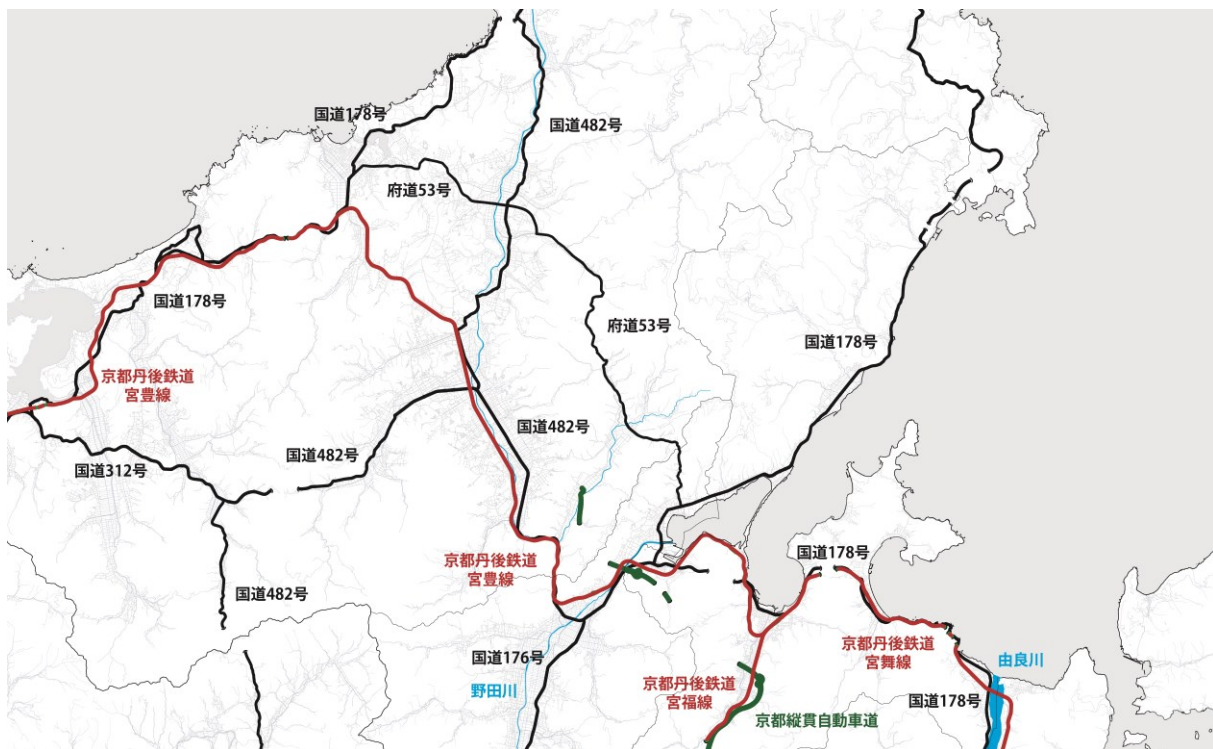 国道178号
国道482号
府道53号
国道178号
府道53号
国道178号
京都丹後鉄道
宮豊線
国道482号
国道482号
国道312号
京都丹後鉄道
宮豊線
国道178号
国道482号
国道176号
野田川
京都丹後鉄道
宮福線
京都丹後鉄道
宮舞線
由良川
国道178号
京都縦貫自動車道